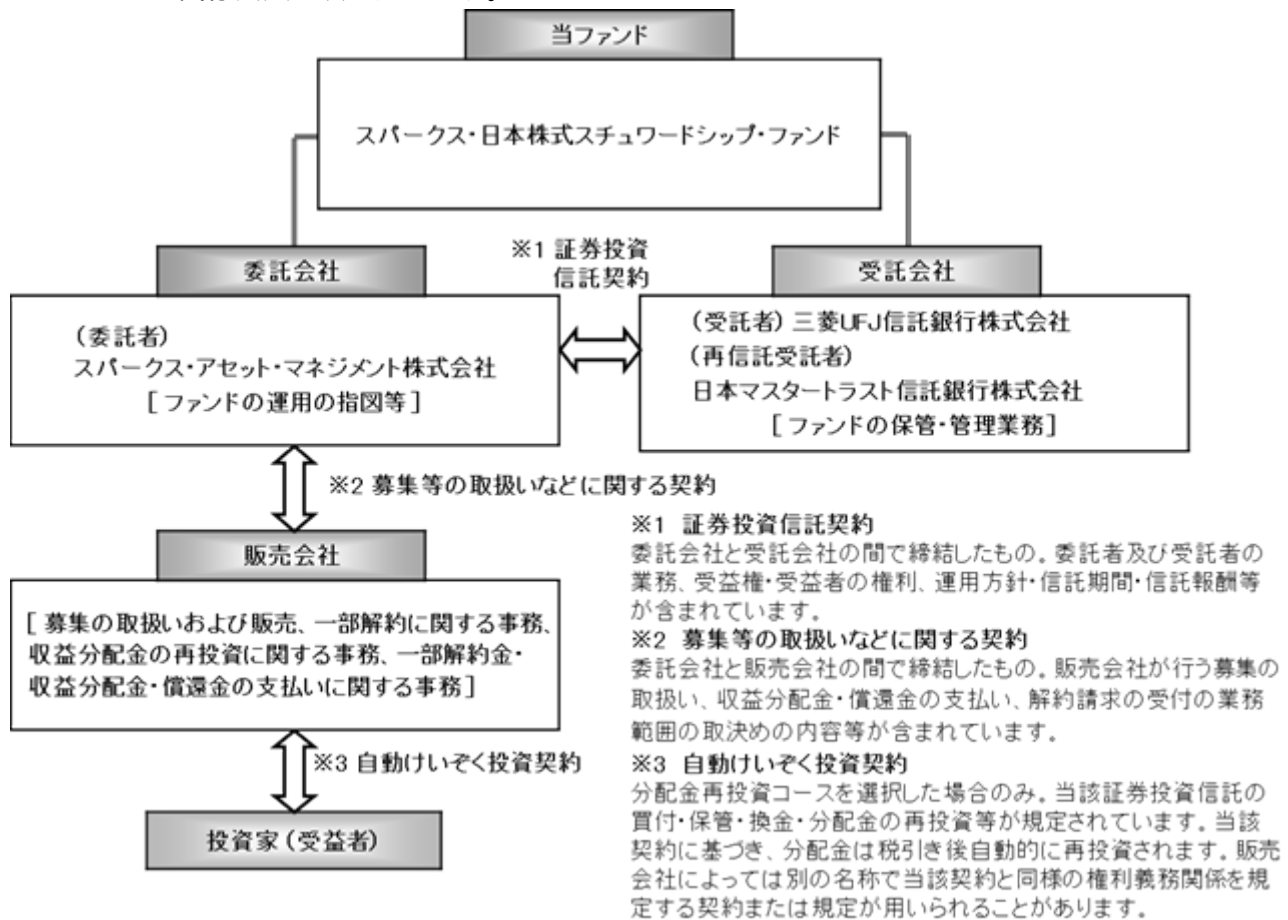 当ファンド
スパークス・日本株式スチュワードシップ・ファンド
委託会社
※1 証券投資
信託契約
受託会社
(委託者)
スパークス・アセット・マネジメント株式会社
[ファンドの運用の指図等]
(受託者) 三菱UFJ信託銀行株式会社
(再信託受託者)
日本マスタートラスト信託銀行株式会社
[ファンドの保管・管理業務]
※2 募集等の取扱いなどに関する契約
販売会社
[募集の取扱いおよび販売、一部解約に関する事務、
収益分配金の再投資に関する事務、一部解約金・
収益分配金・償還金の支払いに関する事務]
※3 自動けいぞく投資契約
投資家(受益者)
※1 証券投資信託契約
委託会社と受託会社の間で締結したもの。委託者及び受託者の
業務、受益権・受益者の権利、運用方針・信託期間・信託報酬等
が含まれています。
※2 募集等の取扱いなどに関する契約
委託会社と販売会社の間で締結したもの。販売会社が行う募集の
取扱い、収益分配金・償還金の支払い、解約請求の受付の業務
範囲の取決めの内容等が含まれています。
※3 自動けいぞく投資契約
分配金再投資コースを選択した場合のみ。当該証券投資信託の
買付・保管・換金・分配金の再投資等が規定されています。当該
契約に基づき、分配金は税引き後自動的に再投資されます。販売
会社によっては別の名称で当該契約と同様の権利義務関係を規
定する契約または規定が用いられることがあります。